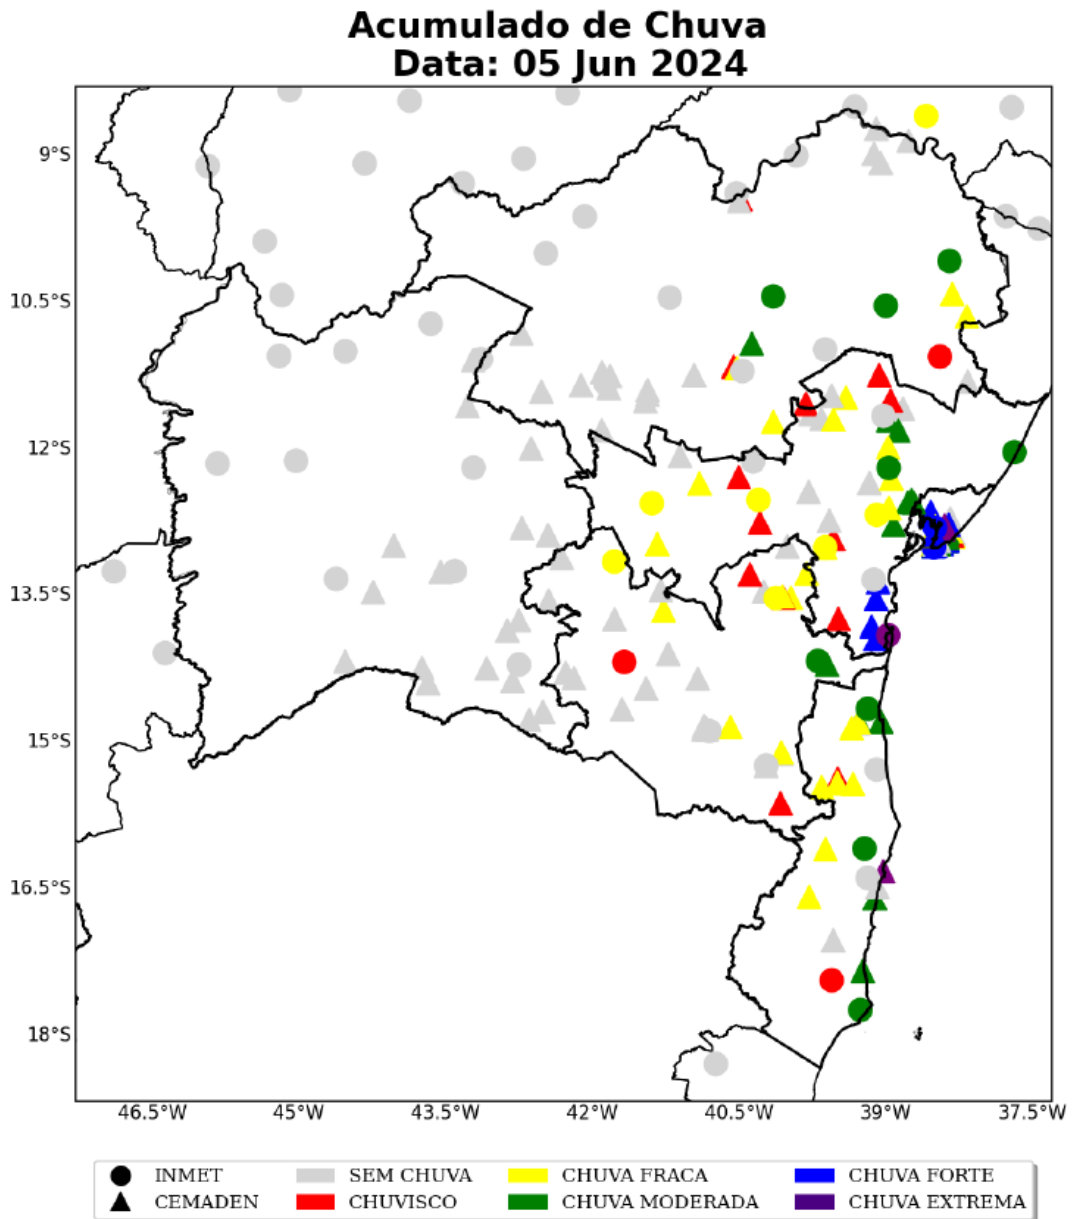 Acumulado de Chuva
Data: 05 Jun 2024
9°S
10.5°S
12°S
13.5°S
15°S
16.5°S
18°S
46.5°W 45°W 43.5°W 42°W 40.5°W 39°W 37.5°W
INMET SEM CHUVA CHUVA FRACA CHUVA FORTE
CEMADEN CHUVISCO CHUVA MODERADA CHUVA EXTREMA